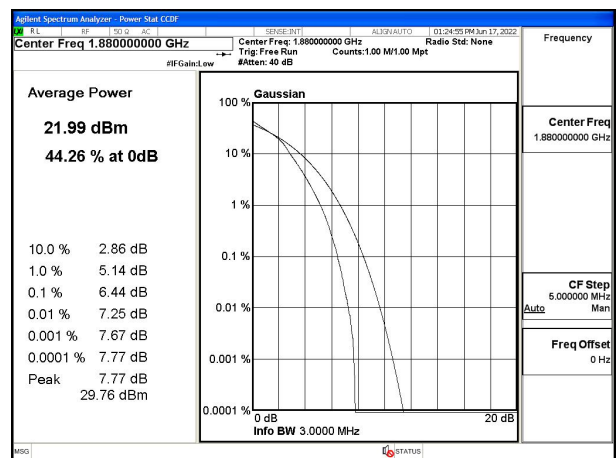 Agilent Spectrum Analyzer - Power Stat CCDF
RL RF 50 Ω AC SENSE:INT ALIGN AUTO 01:24:55 PM Jun 17, 2022
Center Freq 1.880000000 GHz
Center Freq: 1.880000000 GHz Radio Std: None
Trig: Free Run Counts:1.00 M/1.00 Mpt
#IFGain:Low #Atten: 40 dB
Frequency
Average Power
21.99 dBm
44.26 % at 0dB
10.0 % 2.86 dB
1.0 % 5.14 dB
0.1 % 6.44 dB
0.01 % 7.25 dB
0.001 % 7.67 dB
0.0001 % 7.77 dB
Peak 7.77 dB
29.76 dBm
Gaussian
100 %
10 %
1 %
0.1 %
0.01 %
0.001 %
0.0001 %
0 dB 20 dB
Info BW 3.0000 MHz
Center Freq
1.880000000 GHz
CF Step
5.000000 MHz
Auto Man
Freq Offset
0 Hz
MSG STATUS